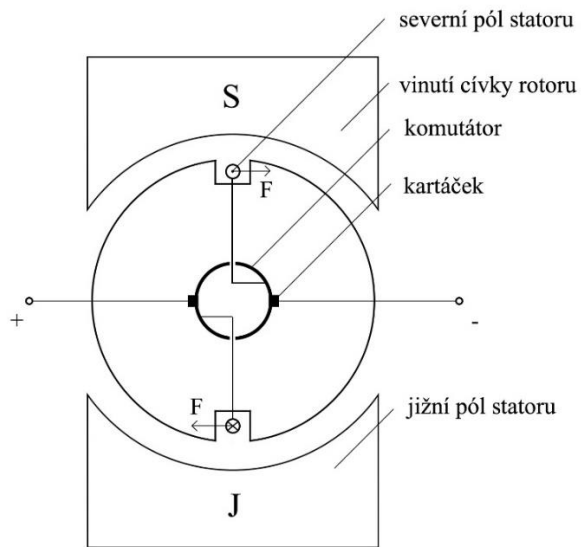 severní pól statoru
S
vinutí cívky rotoru
komutátor
F
kartáček
+
-
F
jižní pól statoru
J